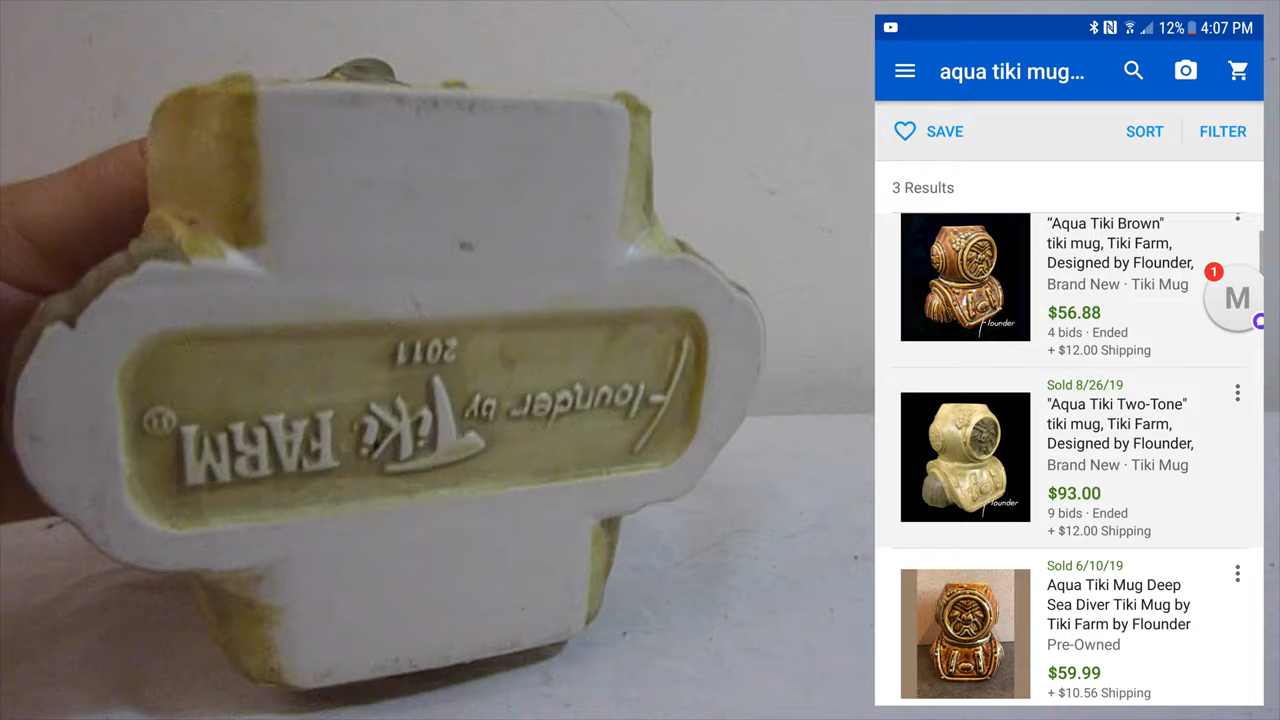 Flounder by Tiki FARM
2011
12% 4:07 PM
aqua tiki mug...
SAVE
SORT
FILTER
3 Results
“Aqua Tiki Brown"
tiki mug, Tiki Farm,
Designed by Flounder,
Brand New · Tiki Mug
$56.88
4 bids · Ended
+ $12.00 Shipping
1
M
flounder
Sold 8/26/19
"Aqua Tiki Two-Tone"
tiki mug, Tiki Farm,
Designed by Flounder,
Brand New · Tiki Mug
$93.00
9 bids · Ended
+ $12.00 Shipping
flounder
Sold 6/10/19
Aqua Tiki Mug Deep
Sea Diver Tiki Mug by
Tiki Farm by Flounder
Pre-Owned
$59.99
+ $10.56 Shipping